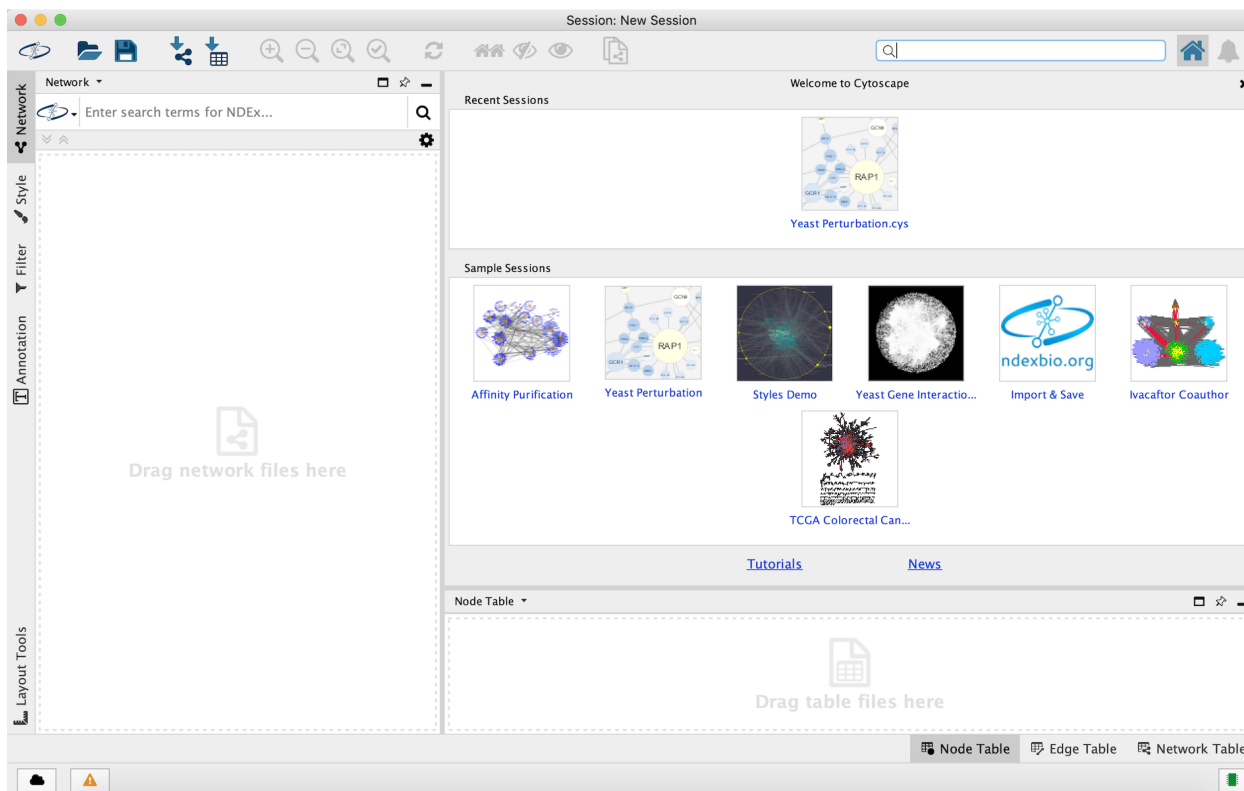 Session: New Session
Network
Enter search terms for NDEx...
Network
Style
Filter
Annotation
Layout Tools
Drag network files here
Welcome to Cytoscape
Recent Sessions
GCN4
RAP1
GCR1
Yeast Perturbation.cys
Sample Sessions
GCN4
RAP1
GCR1
ndexbio.org
Affinity Purification
Yeast Perturbation
Styles Demo
Yeast Gene Interactio...
Import & Save
Ivacaftor Coauthor
TCGA Colorectal Can...
Tutorials
News
Node Table
Drag table files here
Node Table
Edge Table
Network Table